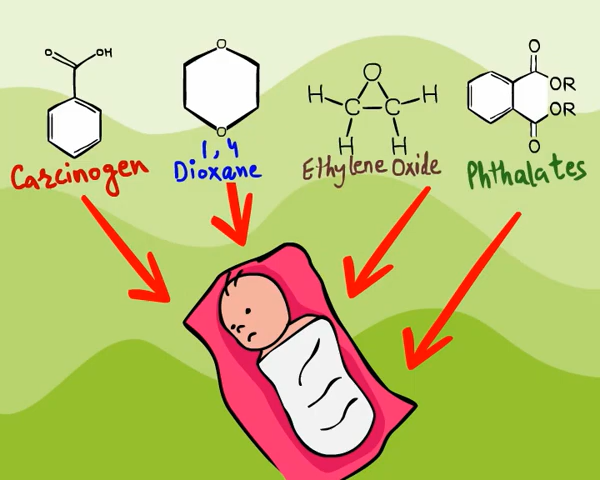 O OH
Carcinogen
O
O
1, 4
Dioxane
O
H C C H
H H
Ethylene Oxide
O
OR
OR
O
Phthalates